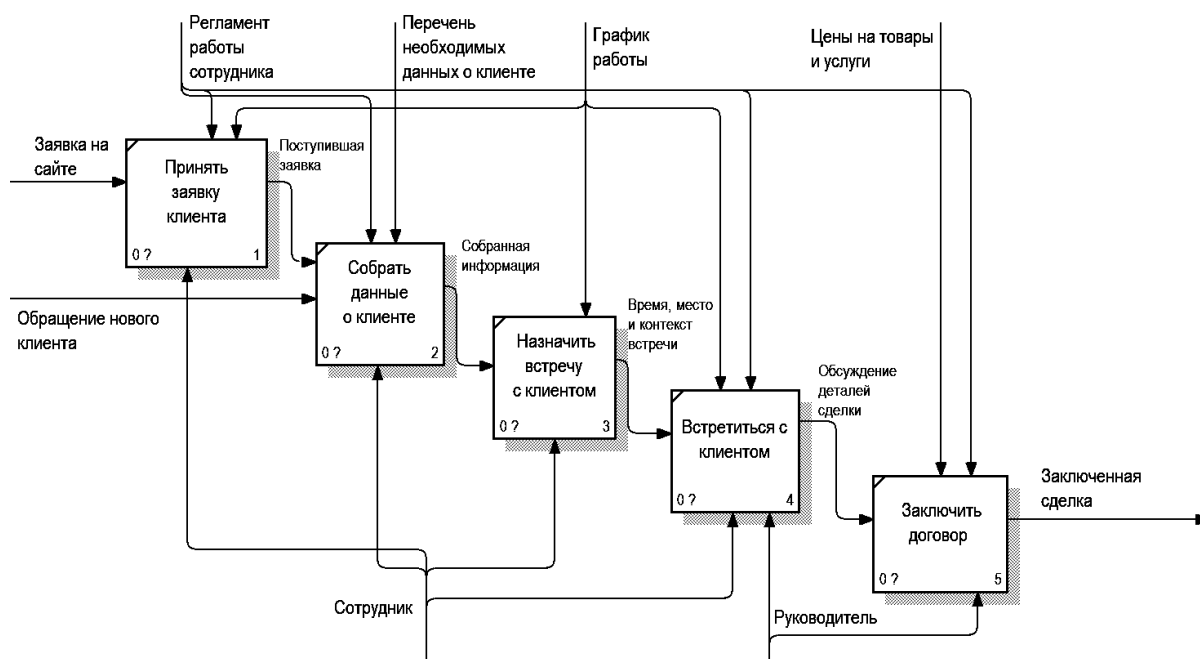 Регламент
работы
сотрудника
Перечень
необходимых
данных о клиенте
График
работы
Цены на товары
и услуги
Заявка на
сайте
Принять
заявку
клиента
0 ?
1
Поступившая
заявка
Обращение нового
клиента
Собрать
данные
о клиенте
0 ?
2
Собранная
информация
Назначить
встречу
с клиентом
0 ?
3
Время, место
и контекст
встречи
Встретиться с
клиентом
0 ?
4
Обсуждение
деталей
сделки
Заключить
договор
0 ?
5
Заключенная
сделка
Сотрудник
Руководитель